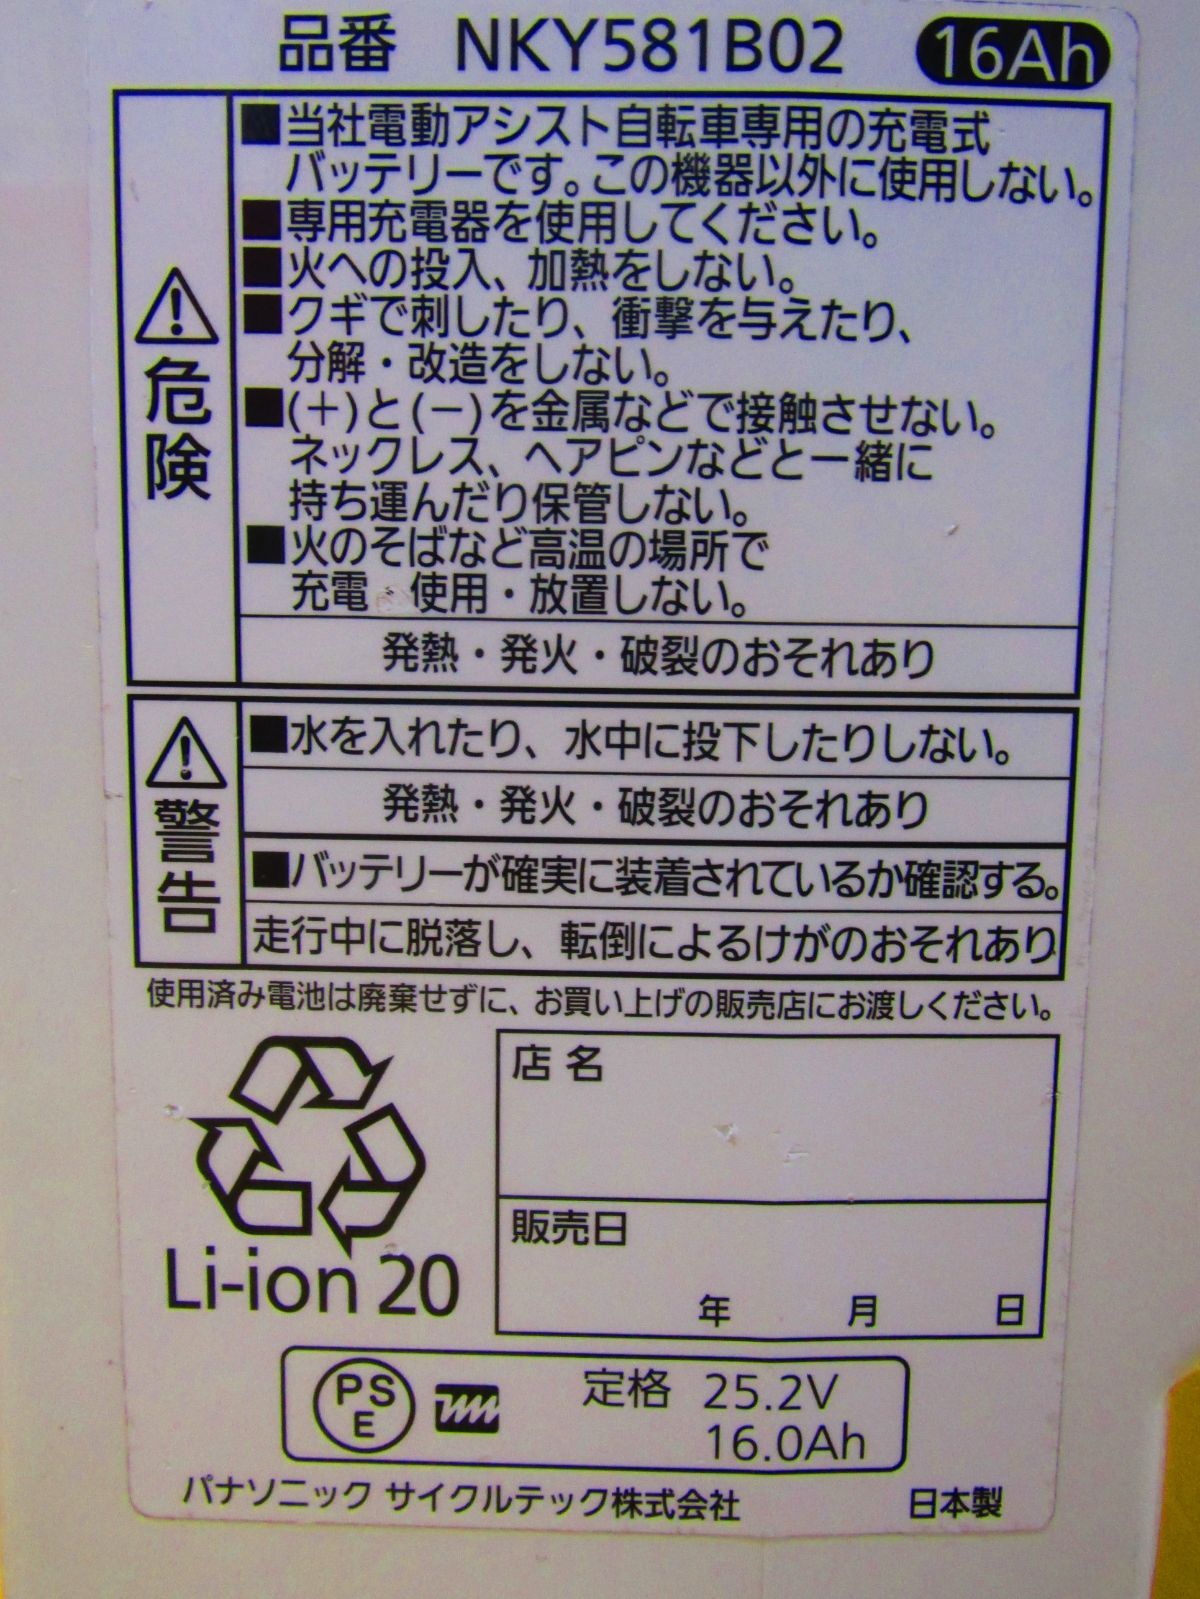 品番 NKY581B02 16Ah
■当社電動アシスト自転車専用の充電式
バッテリーです。この機器以外に使用しない。
■専用充電器を使用してください。
■火への投入、加熱をしない。
■クギで刺したり、衝撃を与えたり、
分解・改造をしない。
■(+)と(−)を金属などで接触させない。
ネックレス、ヘアピンなどと一緒に
持ち運んだり保管しない。
■火のそばなど高温の場所で
充電・使用・放置しない。
危険
発熱・発火・破裂のおそれあり
■水を入れたり、水中に投下したりしない。
発熱・発火・破裂のおそれあり
警告
■バッテリーが確実に装着されているか確認する。
走行中に脱落し、転倒によるけがのおそれあり
使用済み電池は廃棄せずに、お買い上げの販売店にお渡しください。
店名
販売日
年 月 日
Li-ion 20
PSE
定格 25.2V
16.0Ah
パナソニック サイクルテック株式会社 日本製